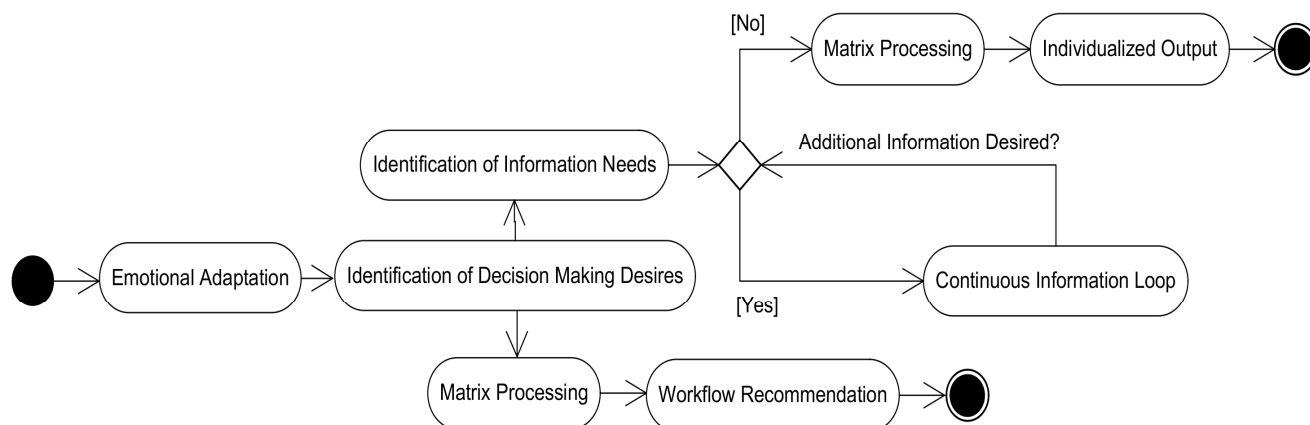 [No]
Matrix Processing
Individualized Output
Additional Information Desired?
Identification of Information Needs
Emotional Adaptation
Identification of Decision Making Desires
Continuous Information Loop
[Yes]
Matrix Processing
Workflow Recommendation